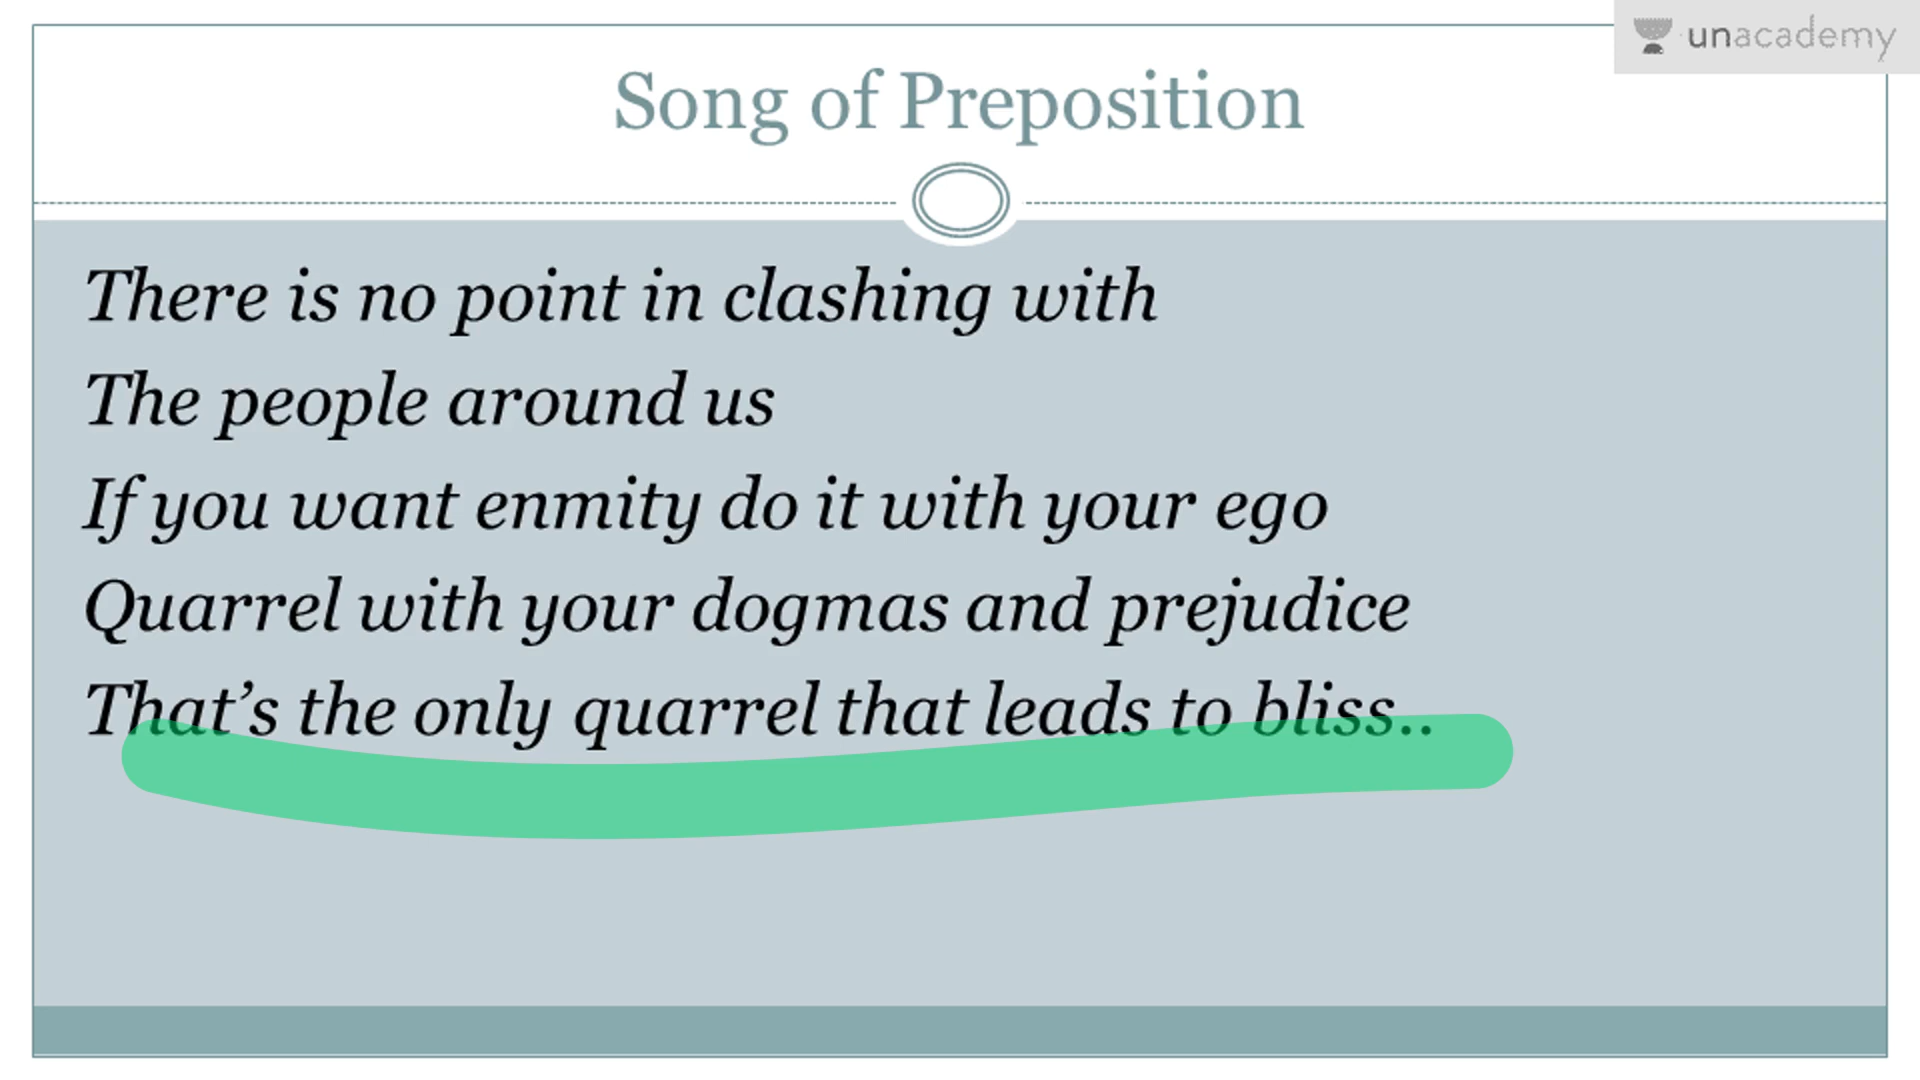 unacademy
Song of Preposition
There is no point in clashing with
The people around us
If you want enmity do it with your ego
Quarrel with your dogmas and prejudice
That’s the only quarrel that leads to bliss..